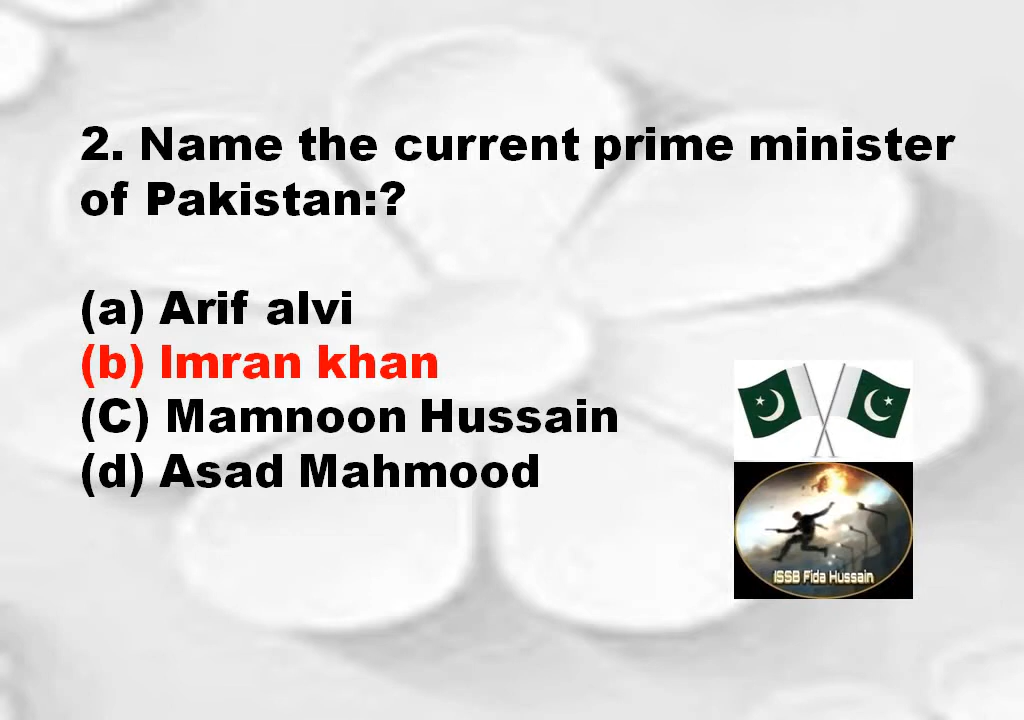 2. Name the current prime minister
of Pakistan:?
(a) Arif alvi
(b) Imran khan
(C) Mamnoon Hussain
(d) Asad Mahmood
ISSB Fida Hussain